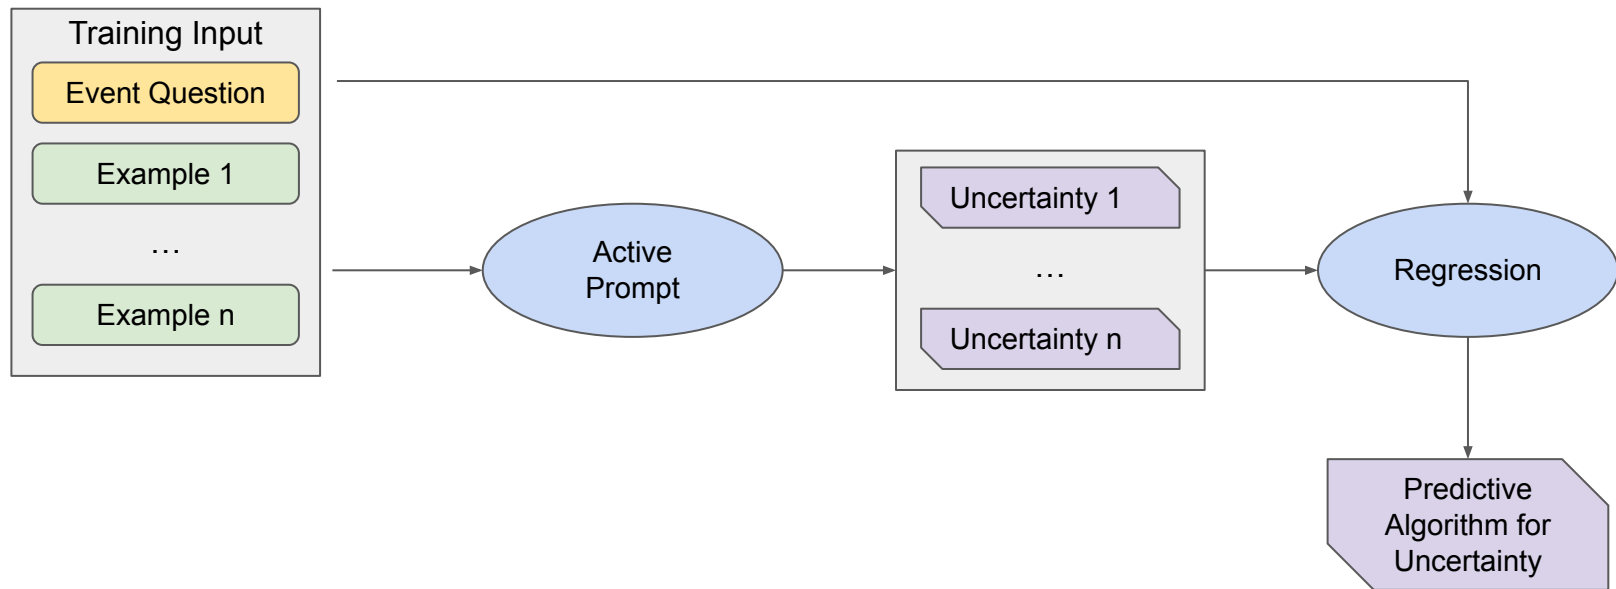 Training Input
Event Question
Example 1
...
Example n
Active
Prompt
Uncertainty 1
...
Uncertainty n
Regression
Predictive
Algorithm for
Uncertainty